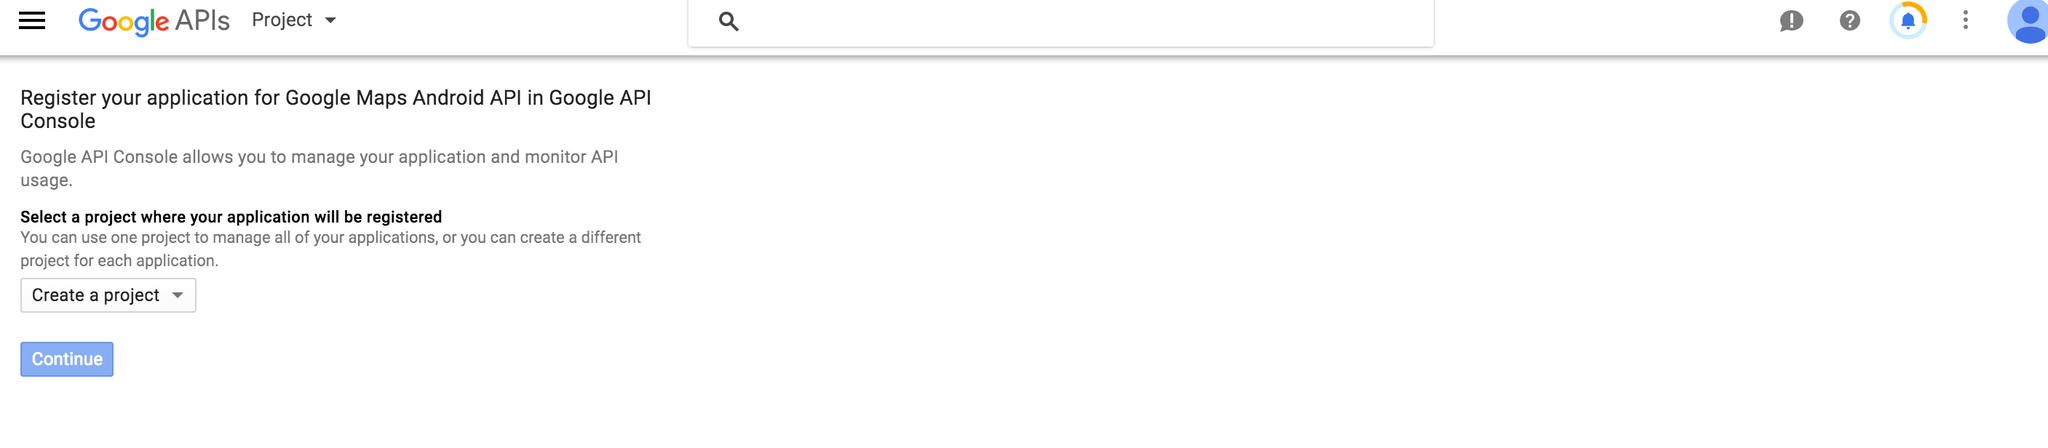 Google APIs Project
Register your application for Google Maps Android API in Google API
Console
Google API Console allows you to manage your application and monitor API
usage.
Select a project where your application will be registered
You can use one project to manage all of your applications, or you can create a different
project for each application.
Create a project
Continue